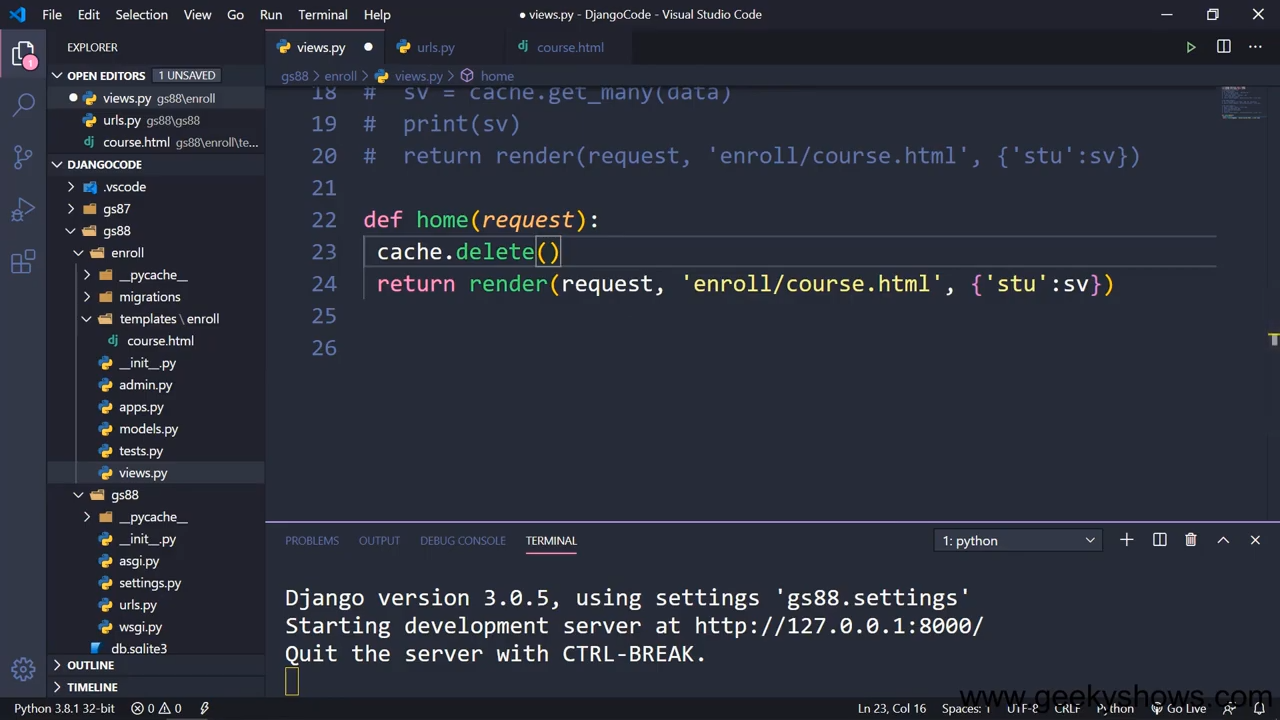 File Edit Selection View Go Run Terminal Help
● views.py - DjangoCode - Visual Studio Code
EXPLORER
views.py
urls.py
course.html
OPEN EDITORS 1 UNSAVED
views.py gs88\enroll
urls.py gs88\gs88
course.html gs88\enroll\te...
DJANGOCODE
.vscode
gs87
gs88
enroll
__pycache__
migrations
templates \ enroll
course.html
__init__.py
admin.py
apps.py
models.py
tests.py
views.py
gs88
__pycache__
__init__.py
asgi.py
settings.py
urls.py
wsgi.py
db.sqlite3
OUTLINE
TIMELINE
gs88 > enroll > views.py > home
18 #  sv = cache.get_many(data)
19 #  print(sv)
20 #  return render(request, 'enroll/course.html', {'stu':sv})
21
22 def home(request):
23  cache.delete()
24  return render(request, 'enroll/course.html', {'stu':sv})
25
26
PROBLEMS OUTPUT DEBUG CONSOLE TERMINAL 1: python
Django version 3.0.5, using settings 'gs88.settings'
Starting development server at http://127.0.0.1:8000/
Quit the server with CTRL-BREAK.
www.geekyshows.com
1
Python 3.8.1 32-bit 0 0 Ln 23, Col 16 Spaces: 1 UTF-8 CRLF Python Go Live